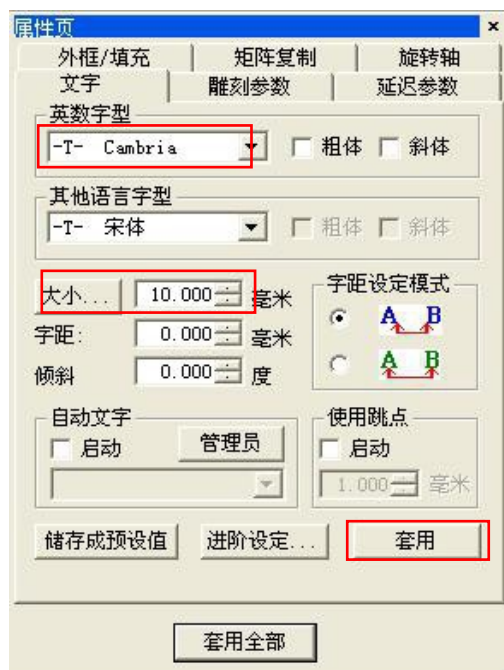 属性页 ×
外框/填充 矩阵复制 旋转轴
文字 雕刻参数 延迟参数
英数字型
-T- Cambria 粗体 斜体
其他语言字型
-T- 宋体 粗体 斜体
大小... 10.000 毫米
字距: 0.000 毫米
倾斜 0.000 度
字距设定模式
A B
A B
自动文字
启动 管理员
使用跳点
启动
1.000 毫米
储存成预设值 进阶设定... 套用
套用全部